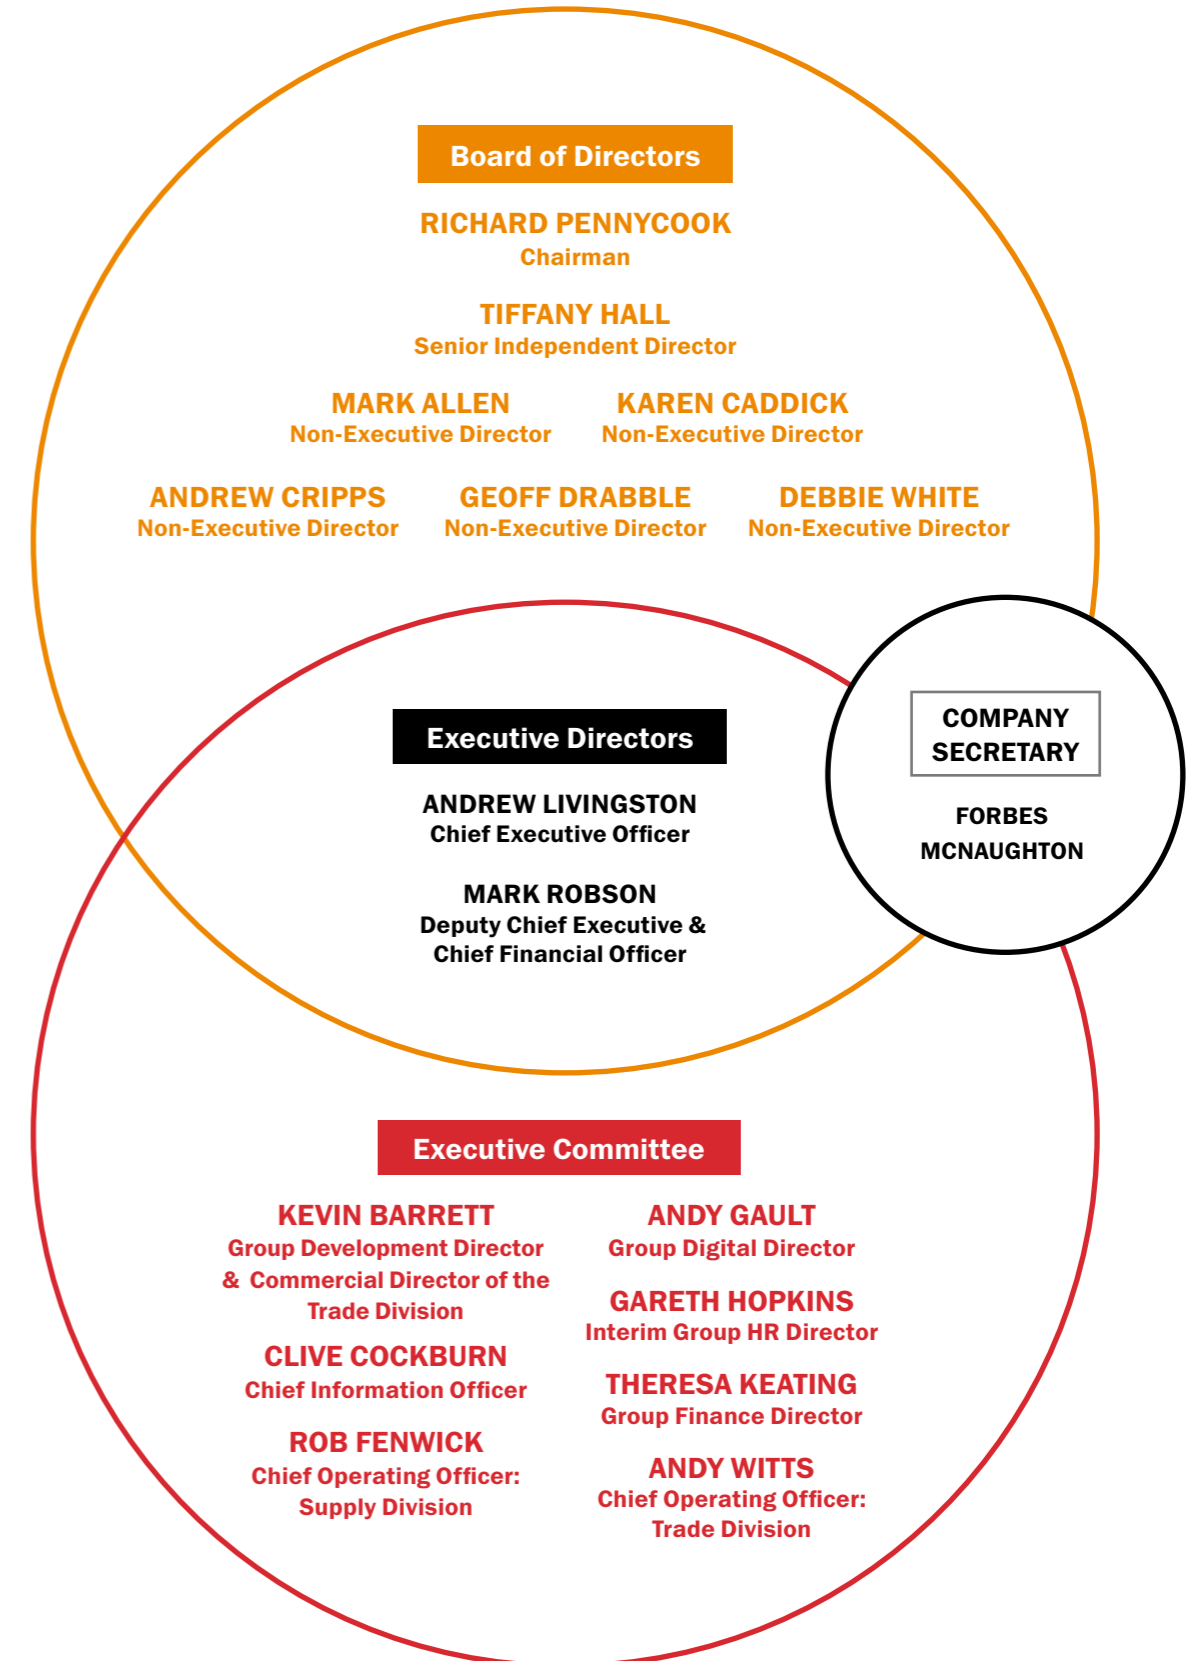 Board of Directors
RICHARD PENNYCOOK
Chairman
TIFFANY HALL
Senior Independent Director
MARK ALLEN
Non-Executive Director
KAREN CADDICK
Non-Executive Director
ANDREW CRIPPS
Non-Executive Director
GEOFF DRABBLE
Non-Executive Director
DEBBIE WHITE
Non-Executive Director
Executive Directors
ANDREW LIVINGSTON
Chief Executive Officer
MARK ROBSON
Deputy Chief Executive &
Chief Financial Officer
COMPANY
SECRETARY
FORBES
MCNAUGHTON
Executive Committee
KEVIN BARRETT
Group Development Director
& Commercial Director of the
Trade Division
CLIVE COCKBURN
Chief Information Officer
ROB FENWICK
Chief Operating Officer:
Supply Division
ANDY GAULT
Group Digital Director
GARETH HOPKINS
Interim Group HR Director
THERESA KEATING
Group Finance Director
ANDY WITTS
Chief Operating Officer:
Trade Division